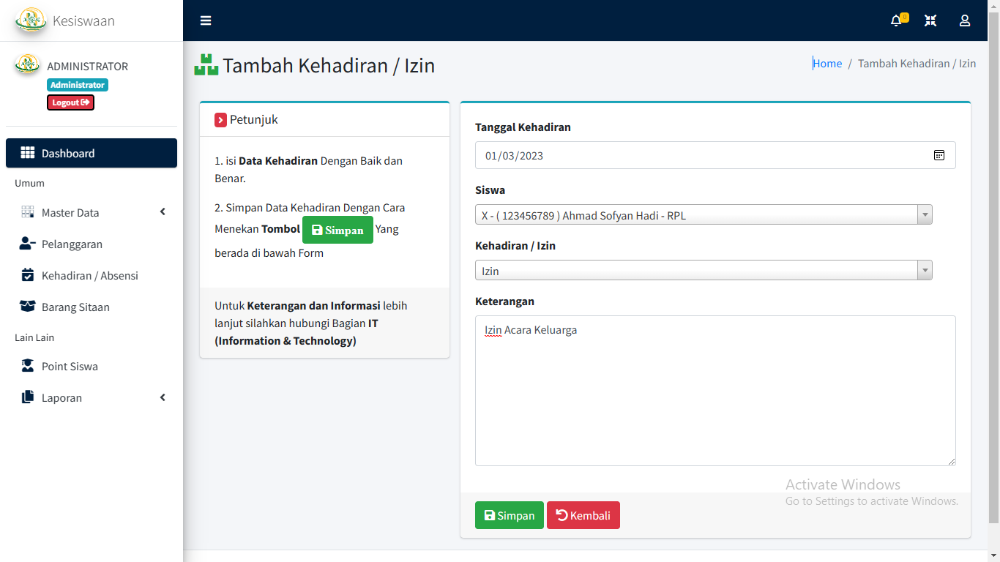 Kesiswaan
ADMINISTRATOR
Administrator
Logout
Dashboard
Umum
Master Data
Pelanggaran
Kehadiran / Absensi
Barang Sitaan
Lain Lain
Point Siswa
Laporan
0
Tambah Kehadiran / Izin
Home / Tambah Kehadiran / Izin
Petunjuk
1. isi Data Kehadiran Dengan Baik dan
Benar.
2. Simpan Data Kehadiran Dengan Cara
Menekan Tombol Simpan Yang
berada di bawah Form
Untuk Keterangan dan Informasi lebih
lanjut silahkan hubungi Bagian IT
(Information & Technology)
Tanggal Kehadiran
01/03/2023
Siswa
X - ( 123456789 ) Ahmad Sofyan Hadi - RPL
Kehadiran / Izin
Izin
Keterangan
Izin Acara Keluarga
Simpan
Kembali
Activate Windows
Go to Settings to activate Windows.